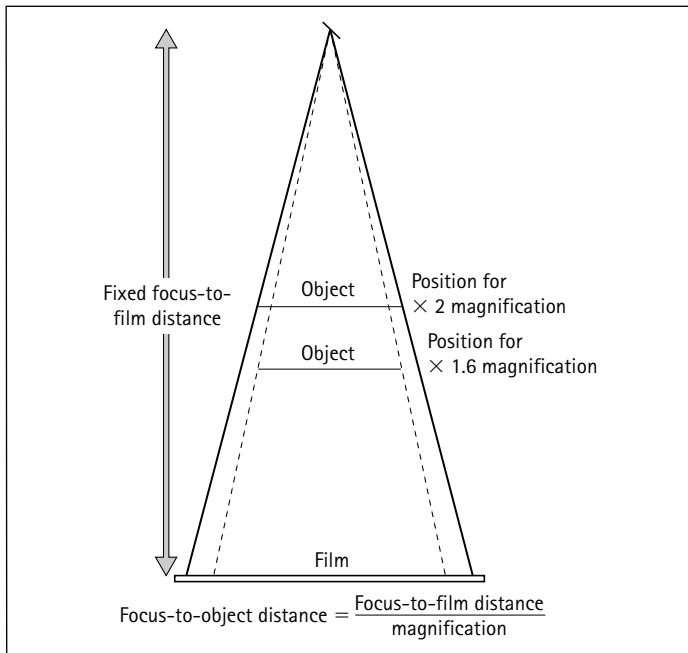 Object
Position for
× 2 magnification
Fixed focus-to-
film distance
Object
Position for
× 1.6 magnification
Film
Focus-to-object distance = Focus-to-film distance
magnification